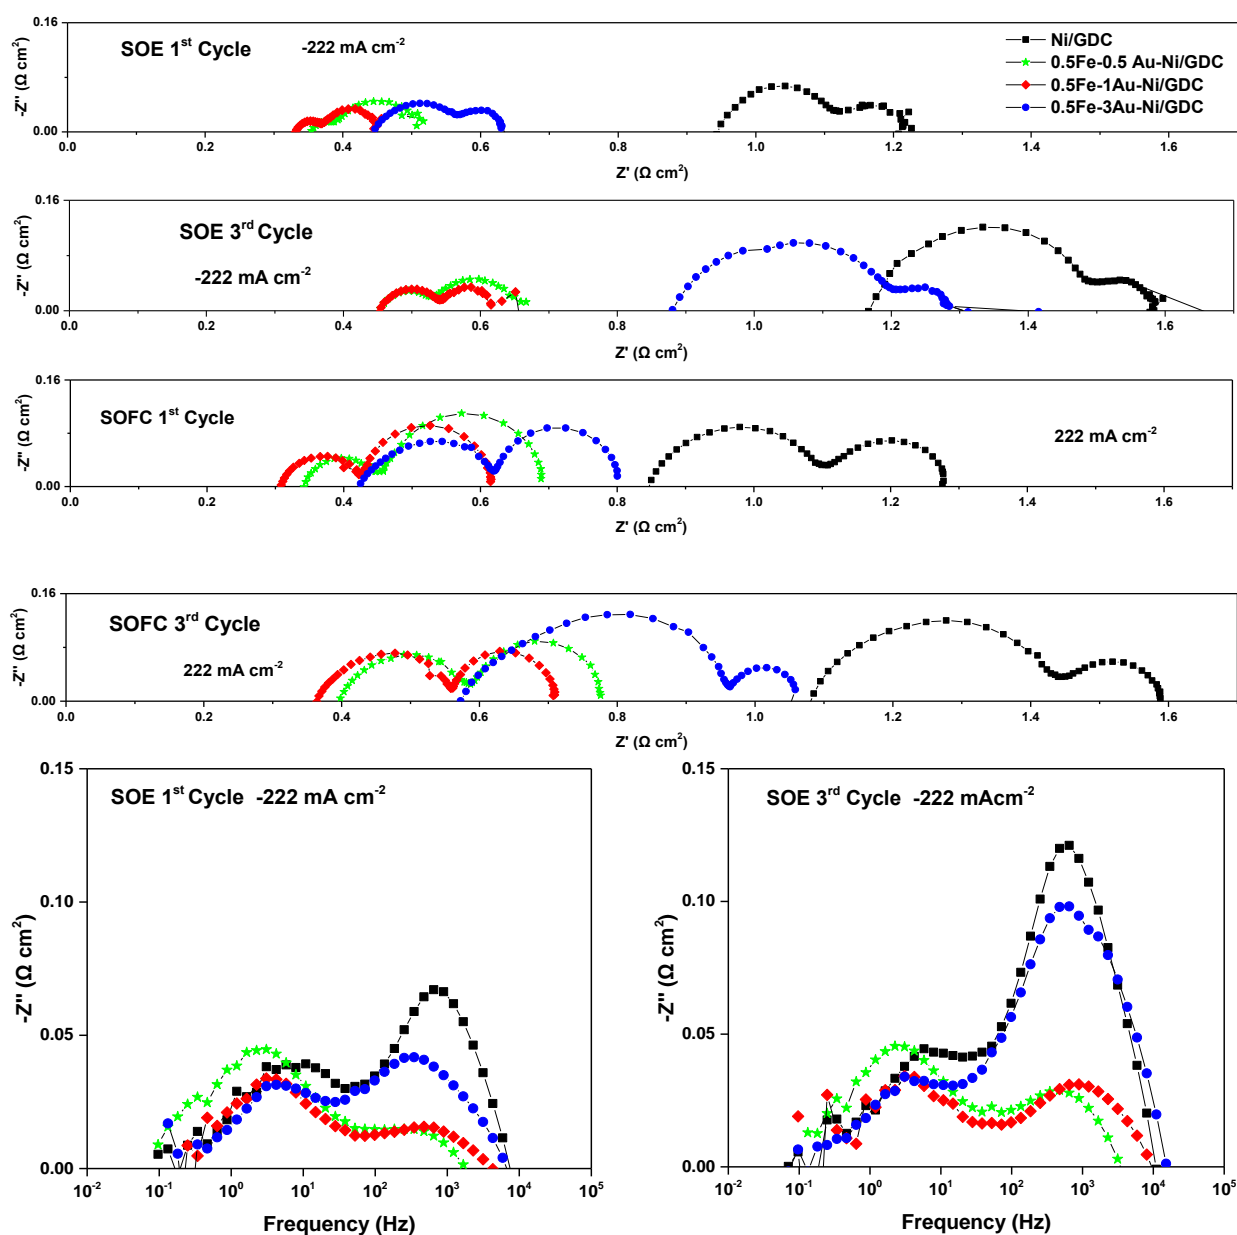 0.16
SOE 1st Cycle -222 mA cm-2
-Z'' (Ω cm2)
0.00
0.0 0.2 0.4 0.6 0.8 1.0 1.2 1.4 1.6
Z' (Ω cm2)
Ni/GDC
0.5Fe-0.5 Au-Ni/GDC
0.5Fe-1Au-Ni/GDC
0.5Fe-3Au-Ni/GDC
0.16
SOE 3rd Cycle
-222 mA cm-2
-Z'' (Ω cm2)
0.00
0.0 0.2 0.4 0.6 0.8 1.0 1.2 1.4 1.6
Z' (Ω cm2)
0.16
SOFC 1st Cycle
222 mA cm-2
-Z'' (Ω cm2)
0.00
0.0 0.2 0.4 0.6 0.8 1.0 1.2 1.4 1.6
Z' (Ω cm2)
0.16
SOFC 3rd Cycle
222 mA cm-2
-Z'' (Ω cm2)
0.00
0.0 0.2 0.4 0.6 0.8 1.0 1.2 1.4 1.6
Z' (Ω cm2)
0.15
SOE 1st Cycle -222 mA cm-2
0.10
-Z'' (Ω cm2)
0.05
0.00
10-2 10-1 100 101 102 103 104 105
Frequency (Hz)
0.15
SOE 3rd Cycle -222 mAcm-2
0.10
-Z'' (Ω cm2)
0.05
0.00
10-2 10-1 100 101 102 103 104 105
Frequency (Hz)